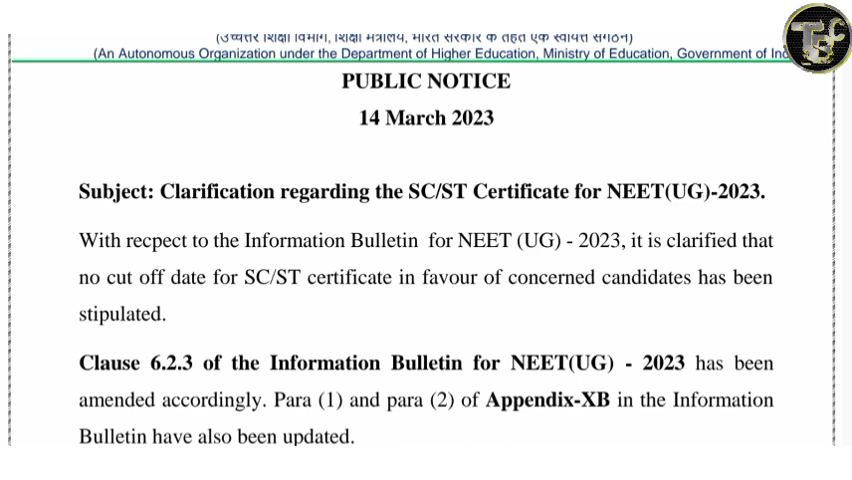 (उच्चतर शिक्षा विभाग, शिक्षा मंत्रालय, भारत सरकार के तहत एक स्वायत्त संगठन)
(An Autonomous Organization under the Department of Higher Education, Ministry of Education, Government of Ind
PUBLIC NOTICE
14 March 2023
Subject: Clarification regarding the SC/ST Certificate for NEET(UG)-2023.
With recpect to the Information Bulletin for NEET (UG) - 2023, it is clarified that
no cut off date for SC/ST certificate in favour of concerned candidates has been
stipulated.
Clause 6.2.3 of the Information Bulletin for NEET(UG) - 2023 has been
amended accordingly. Para (1) and para (2) of Appendix-XB in the Information
Bulletin have also been updated.